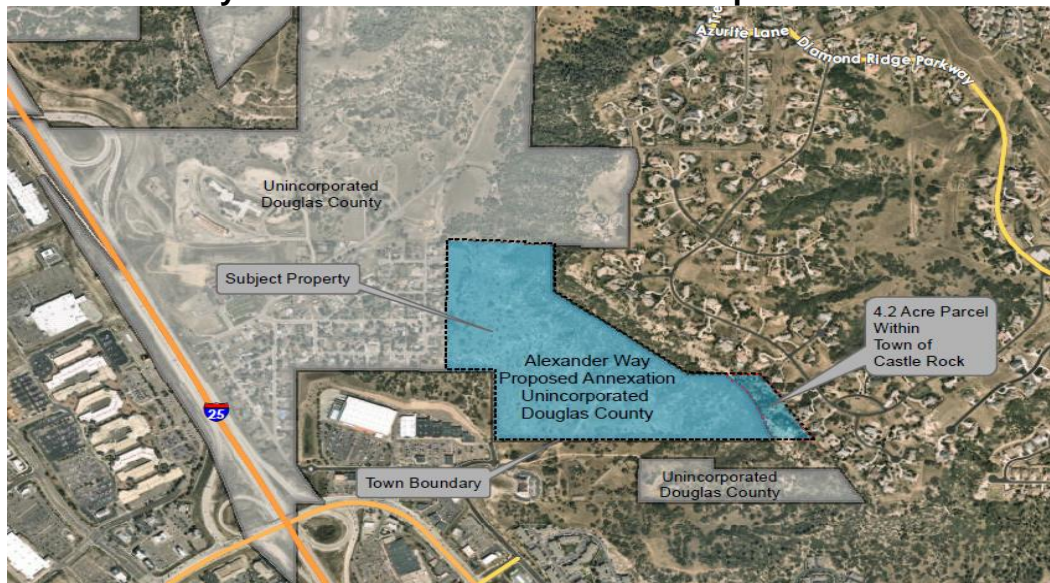 Azurite Lane
Diamond Ridge Parkway
Unincorporated
Douglas County
Subject Property
4.2 Acre Parcel
Within
Town of
Castle Rock
Alexander Way
Proposed Annexation
Unincorporated
Douglas County
25
Town Boundary
Unincorporated
Douglas County